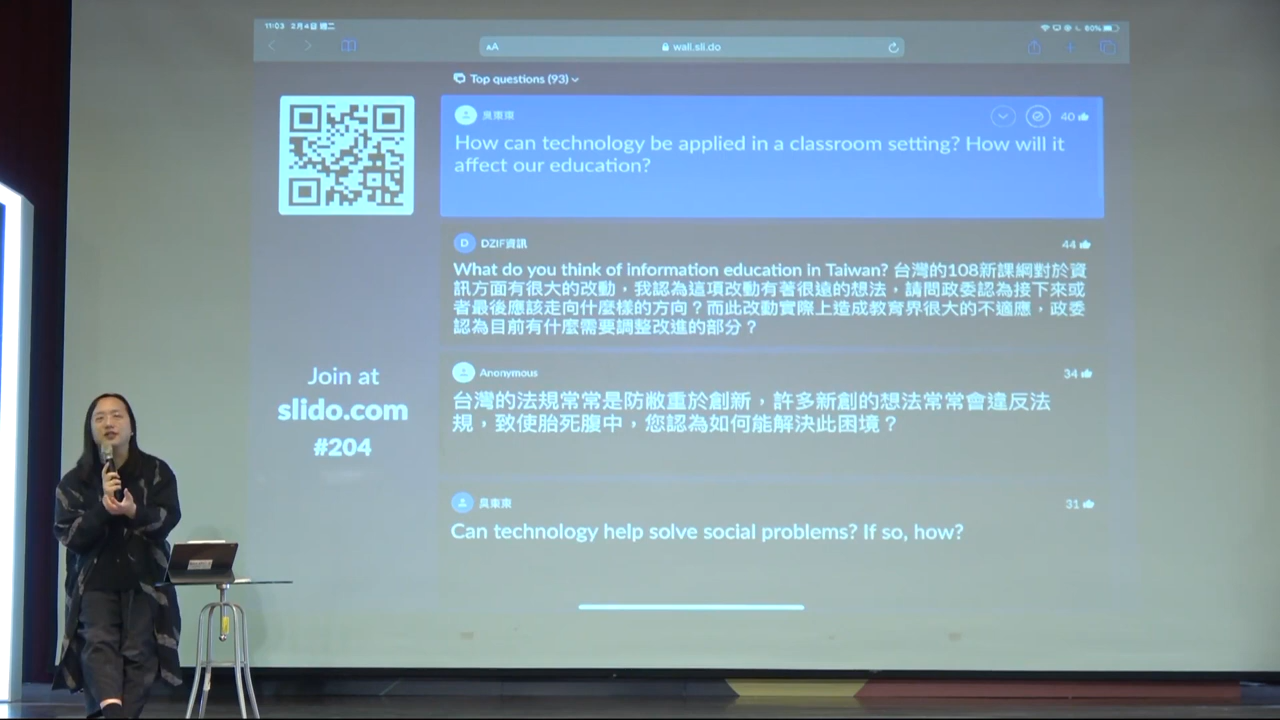 11:03 2月4日 週二
80%
AA
wall.sli.do
Top questions (93)
吴東東
40
How can technology be applied in a classroom setting? How will it
affect our education?
D
DZIF資訊
44
What do you think of information education in Taiwan? 台灣的108新課綱對於資
訊方面有很大的改動，我認為這項改動有著很遠的想法，請問政委認為接下來或
者最後應該走向什麼樣的方向？而此改動實際上造成教育界很大的不適應，政委
認為目前有什麼需要調整改進的部分？
Anonymous
34
台灣的法規常常是防敝重於創新，許多新創的想法常常會違反法
規，致使胎死腹中，您認為如何能解決此困境？
吴東東
31
Can technology help solve social problems? If so, how?
Join at
slido.com
#204